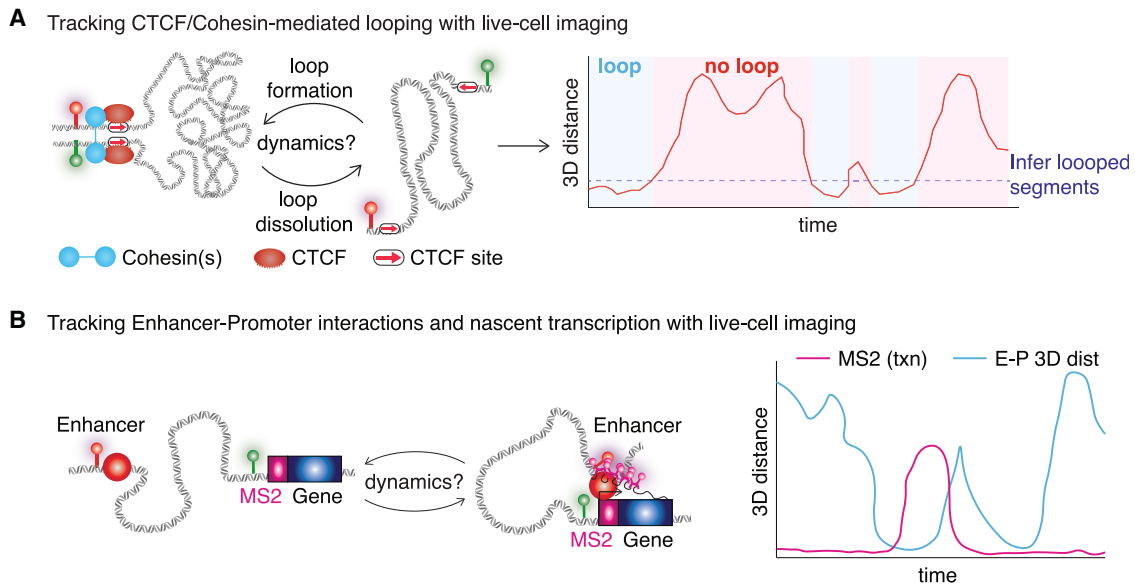 A Tracking CTCF/Cohesin-mediated looping with live-cell imaging
loop
formation
dynamics?
loop
dissolution
Cohesin(s)
CTCF
CTCF site
loop
no loop
3D distance
Infer loooped
segments
time
B Tracking Enhancer-Promoter interactions and nascent transcription with live-cell imaging
Enhancer
MS2 Gene
dynamics?
Enhancer
MS2 Gene
MS2 (txn)
E-P 3D dist
3D distance
time